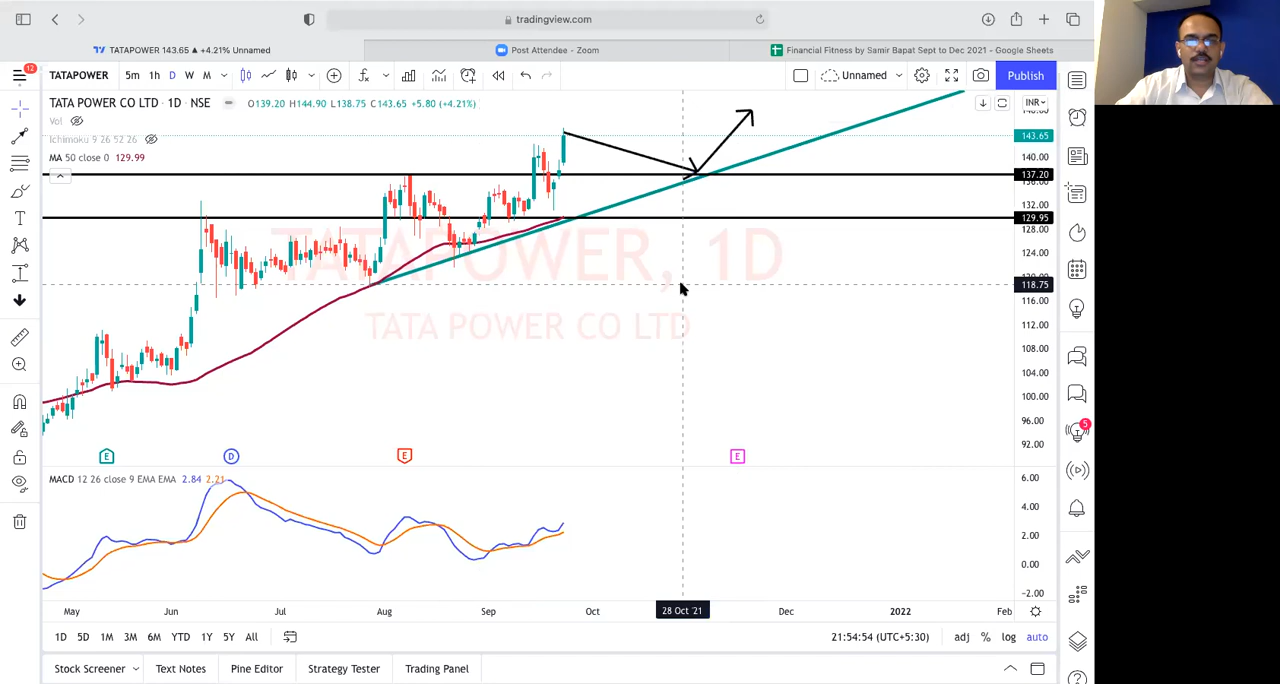 tradingview.com
TATAPOWER 143.65 ▲ +4.21% Unnamed
Post Attendee - Zoom
Financial Fitness by Samir Bapat Sept to Dec 2021 - Google Sheets
12
TATAPOWER 5m 1h D W M Unnamed Publish
TATA POWER CO LTD · 1D · NSE O139.20 H144.90 L138.75 C143.65 +5.80 (+4.21%) INR
Vol
Ichimoku 9 26 52 26
MA 50 close 0 129.99
143.65
140.00
137.20
136.00
132.00
129.95
128.00
124.00
120.00
118.75
116.00
112.00
108.00
104.00
100.00
96.00
92.00
TATAPOWER, 1D
TATA POWER CO LTD
E D E E
5
MACD 12 26 close 9 EMA EMA 2.84 2.21
6.00
4.00
2.00
0.00
−2.00
May Jun Jul Aug Sep Oct 28 Oct '21 Dec 2022 Feb
1D 5D 1M 3M 6M YTD 1Y 5Y All 21:54:54 (UTC+5:30) adj % log auto
Stock Screener Text Notes Pine Editor Strategy Tester Trading Panel